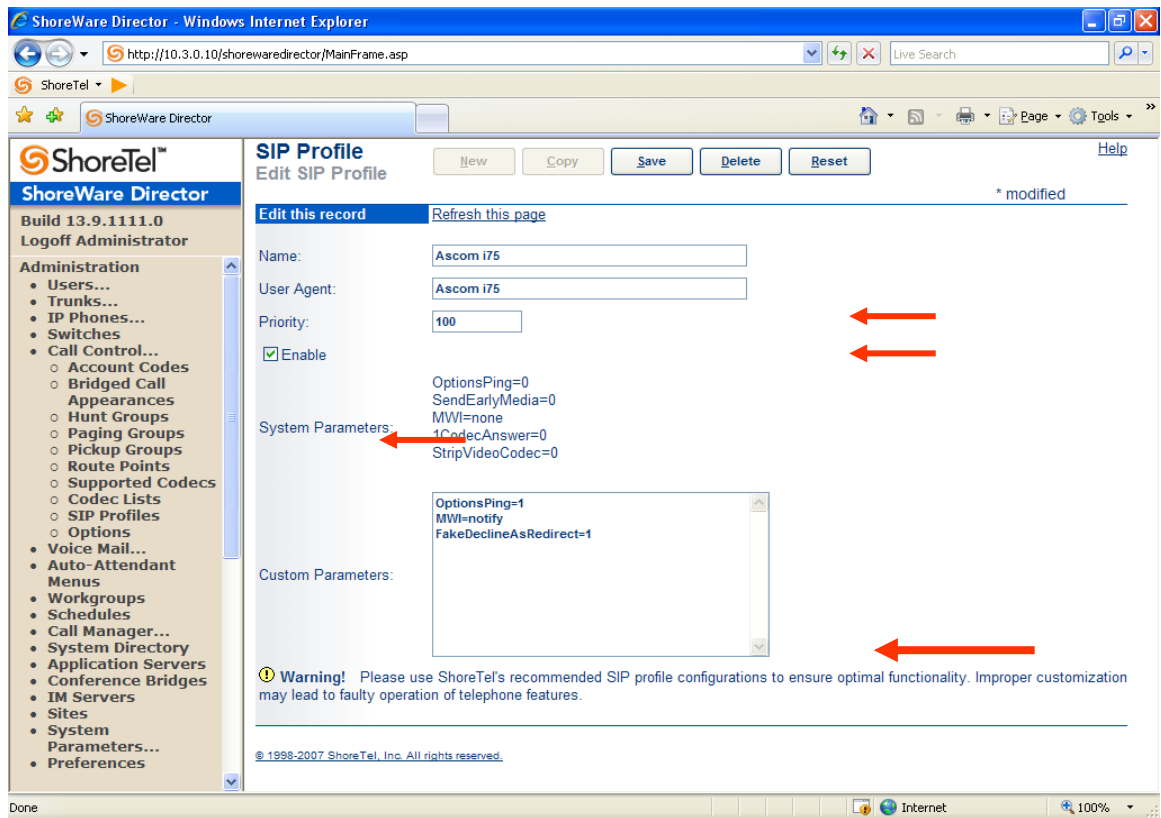 ShoreWare Director - Windows Internet Explorer
http://10.3.0.10/shorewaredirector/MainFrame.asp
Live Search
ShoreTel
ShoreWare Director
Page
Tools
»
ShoreTel™
ShoreWare Director
Build 13.9.1111.0
Logoff Administrator
Administration
• Users...
• Trunks...
• IP Phones...
• Switches
• Call Control...
○ Account Codes
○ Bridged Call
Appearances
○ Hunt Groups
○ Paging Groups
○ Pickup Groups
○ Route Points
○ Supported Codecs
○ Codec Lists
○ SIP Profiles
○ Options
• Voice Mail...
• Auto-Attendant
Menus
• Workgroups
• Schedules
• Call Manager...
• System Directory
• Application Servers
• Conference Bridges
• IM Servers
• Sites
• System
Parameters...
• Preferences
SIP Profile
Edit SIP Profile
New Copy Save Delete Reset
Help
* modified
Edit this record Refresh this page
Name: Ascom i75
User Agent: Ascom i75
Priority: 100
Enable
System Parameters:
OptionsPing=0
SendEarlyMedia=0
MWI=none
1CodecAnswer=0
StripVideoCodec=0
Custom Parameters:
OptionsPing=1
MWI=notify
FakeDeclineAsRedirect=1
Warning! Please use ShoreTel's recommended SIP profile configurations to ensure optimal functionality. Improper customization
may lead to faulty operation of telephone features.
© 1998-2007 ShoreTel, Inc. All rights reserved.
Done
Internet
100%